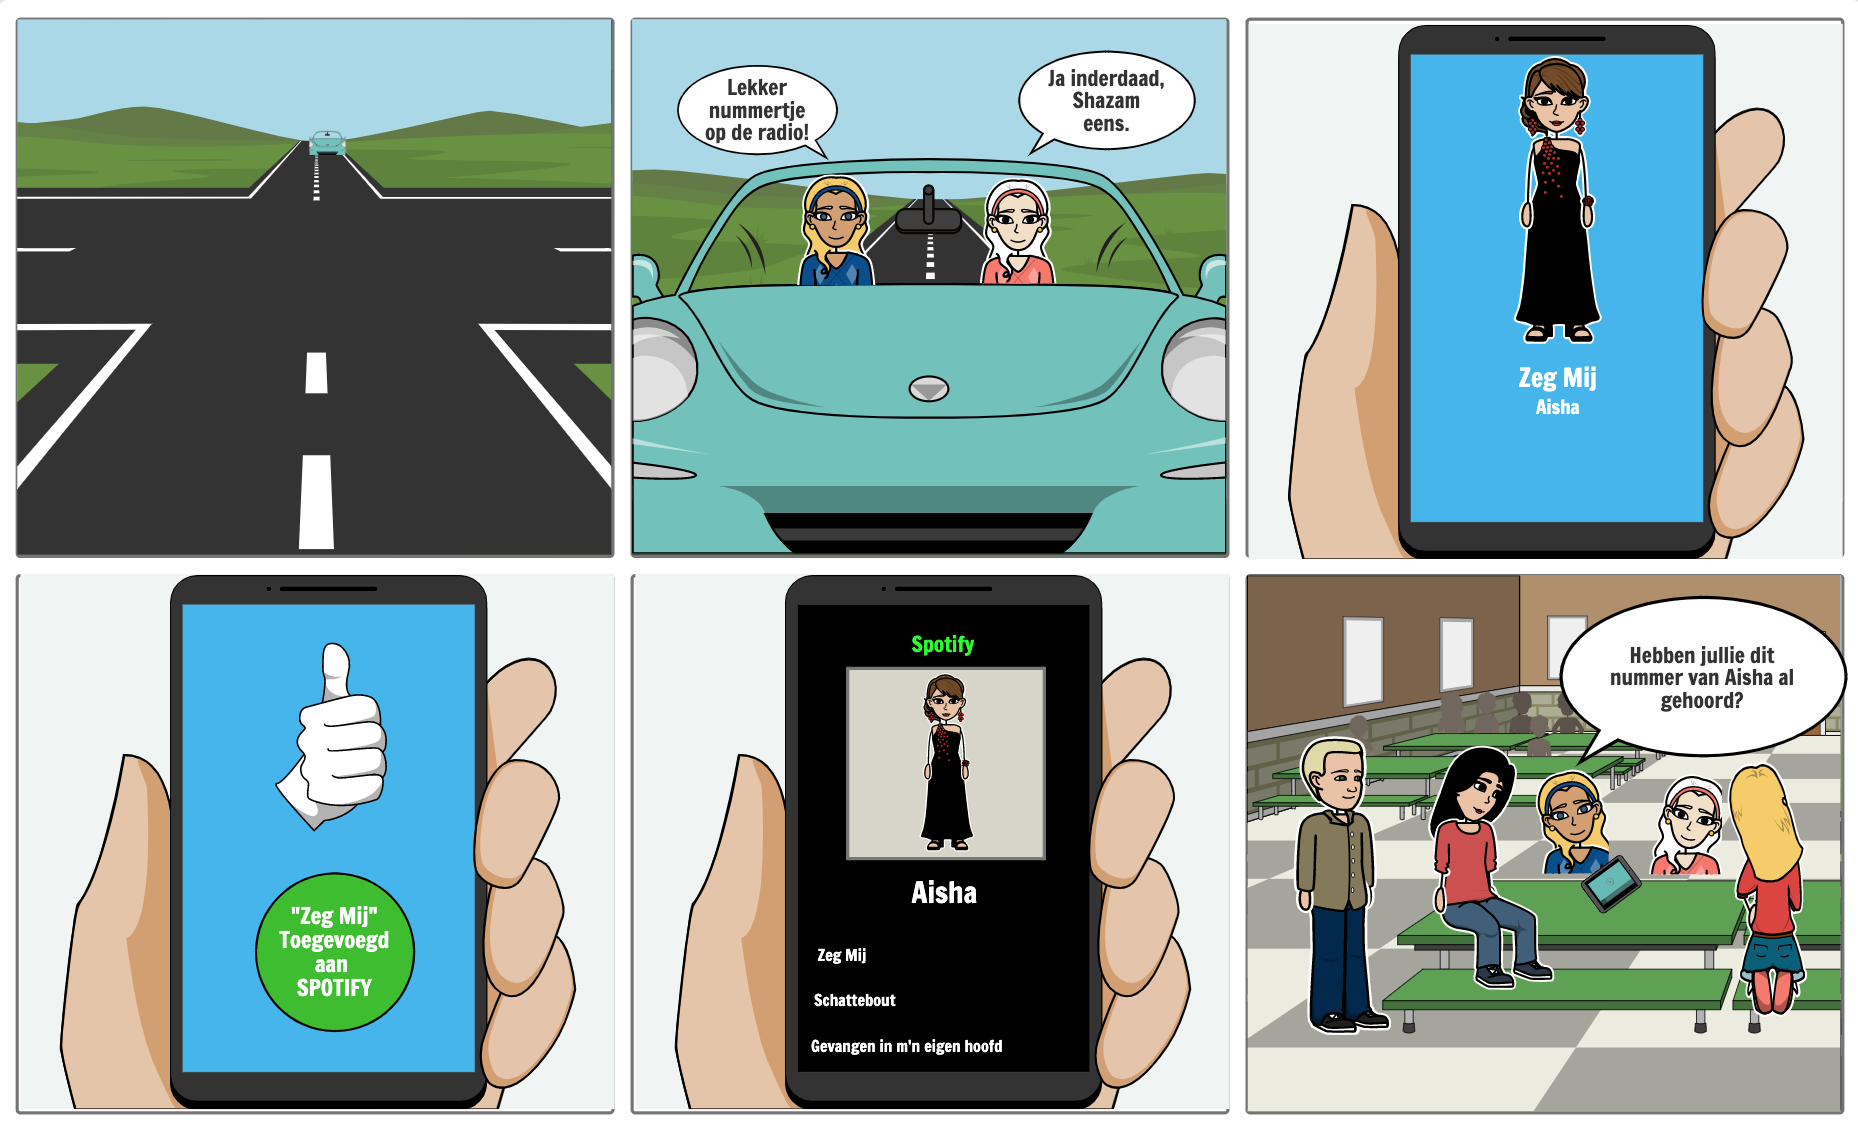 Lekker
nummertje
op de radio!
Ja inderdaad,
Shazam
eens.
Zeg Mij
Aisha
"Zeg Mij"
Toegevoegd
aan
SPOTIFY
Spotify
Aisha
Zeg Mij
Schattebout
Gevangen in m'n eigen hoofd
Hebben jullie dit
nummer van Aisha al
gehoord?